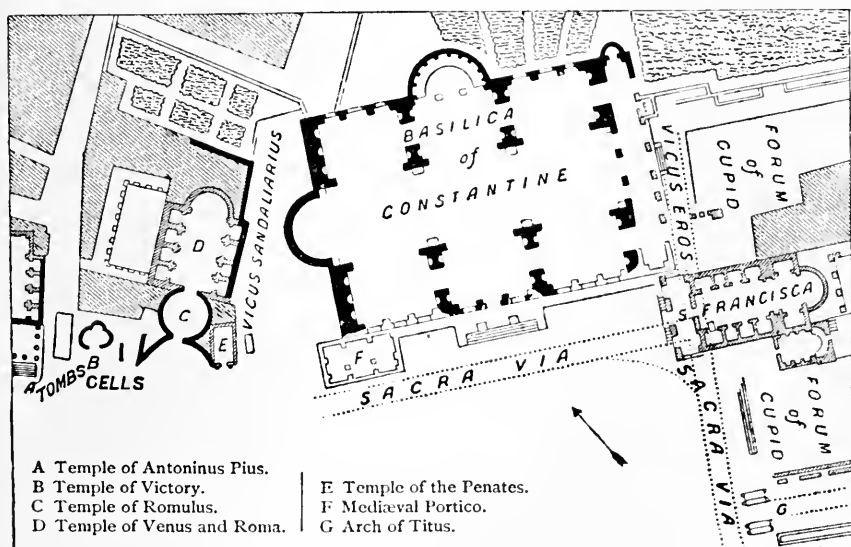 BASILICA
of
CONSTANTINE
VICUS SANDALIARIUS
VICUS EROS
FORUM
of
CUPID
D
C
E
F
S. FRANCISCA
A TOMBS B
CELLS
SACRA VIA
SACRA VIA
FORUM
of
CUPID
G
A Temple of Antoninus Pius.
B Temple of Victory.
C Temple of Romulus.
D Temple of Venus and Roma.
E Temple of the Penates.
F Mediæval Portico.
G Arch of Titus.